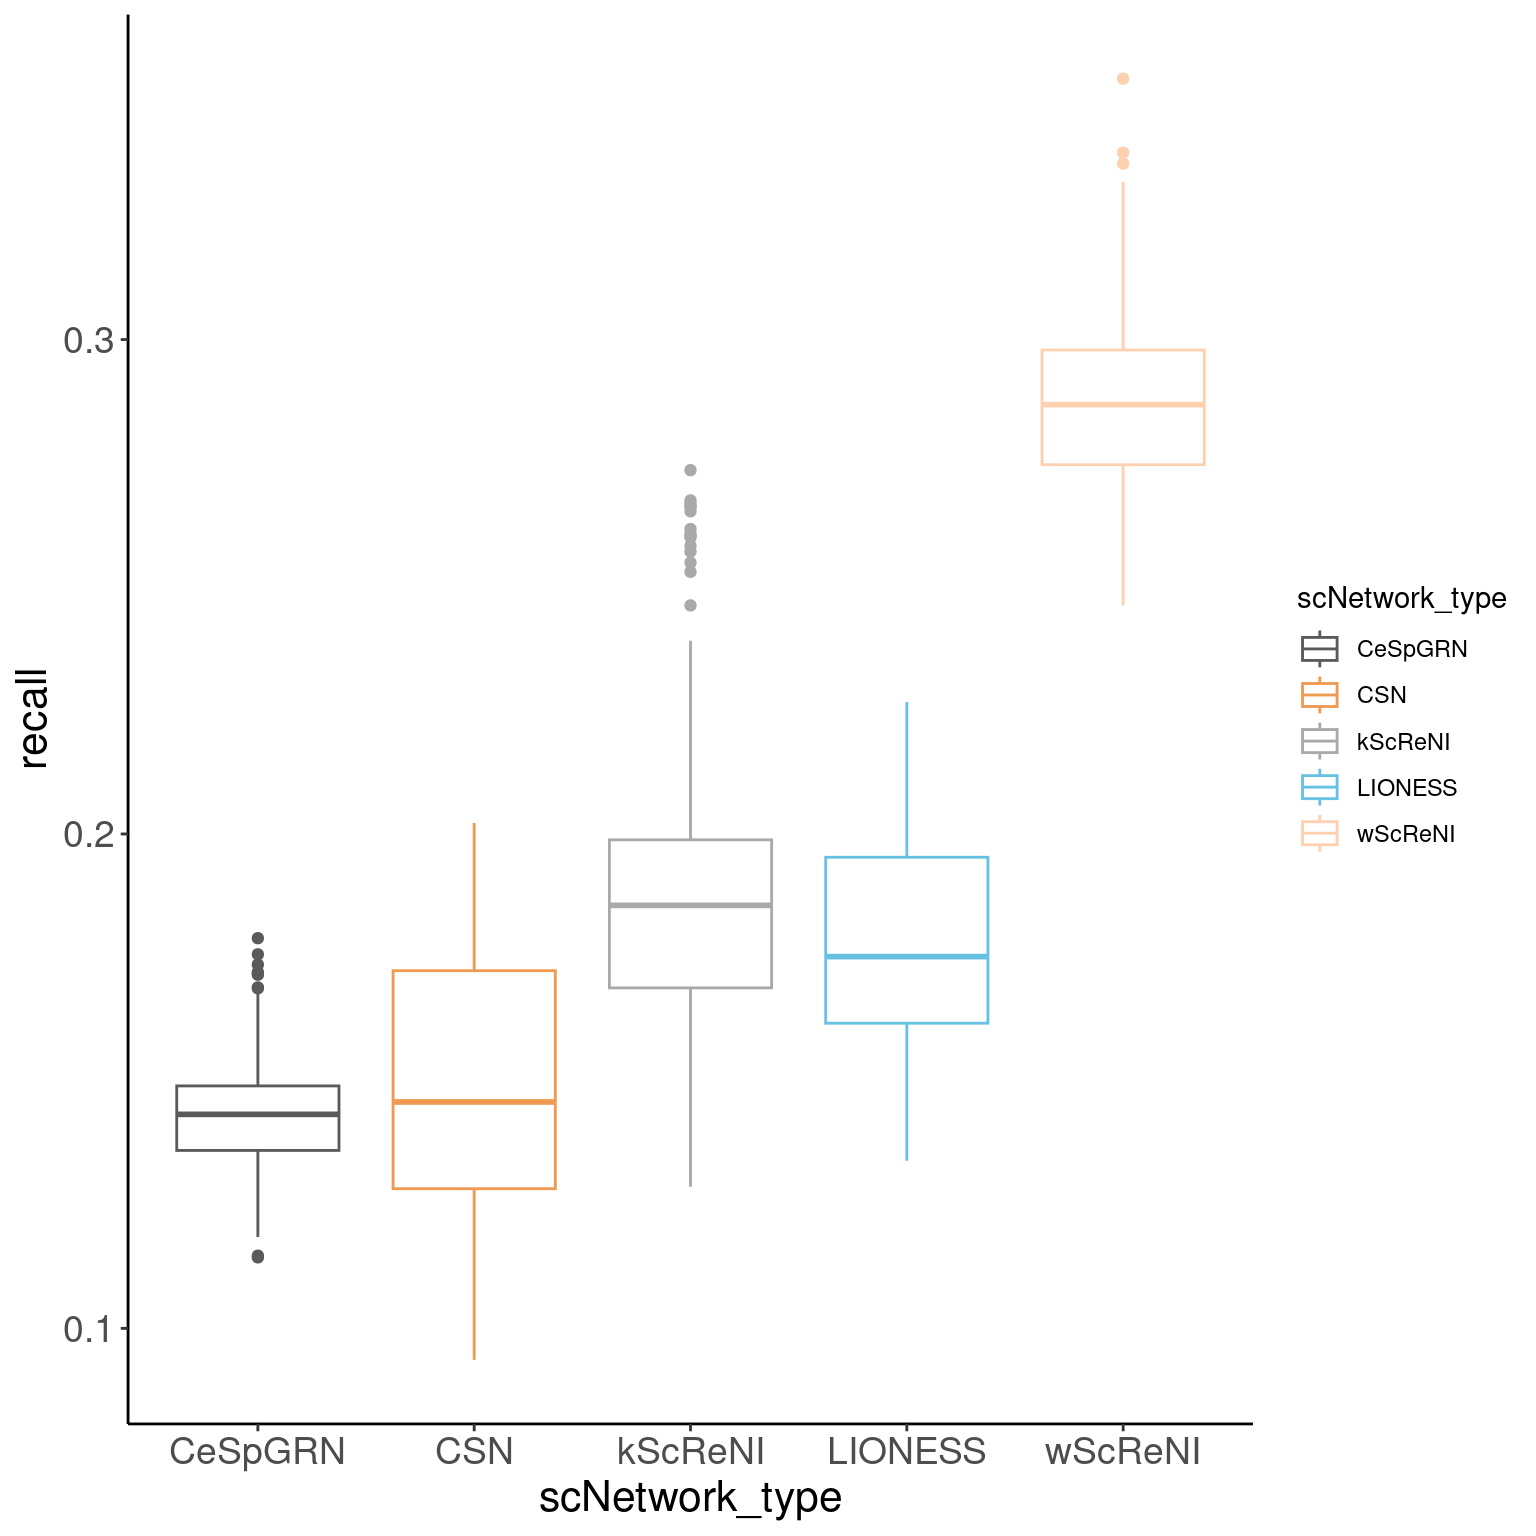 recall
0.3
0.2
0.1
CeSpGRN
CSN
kScReNI
LIONESS
wScReNI
scNetwork_type
scNetwork_type
CeSpGRN
CSN
kScReNI
LIONESS
wScReNI